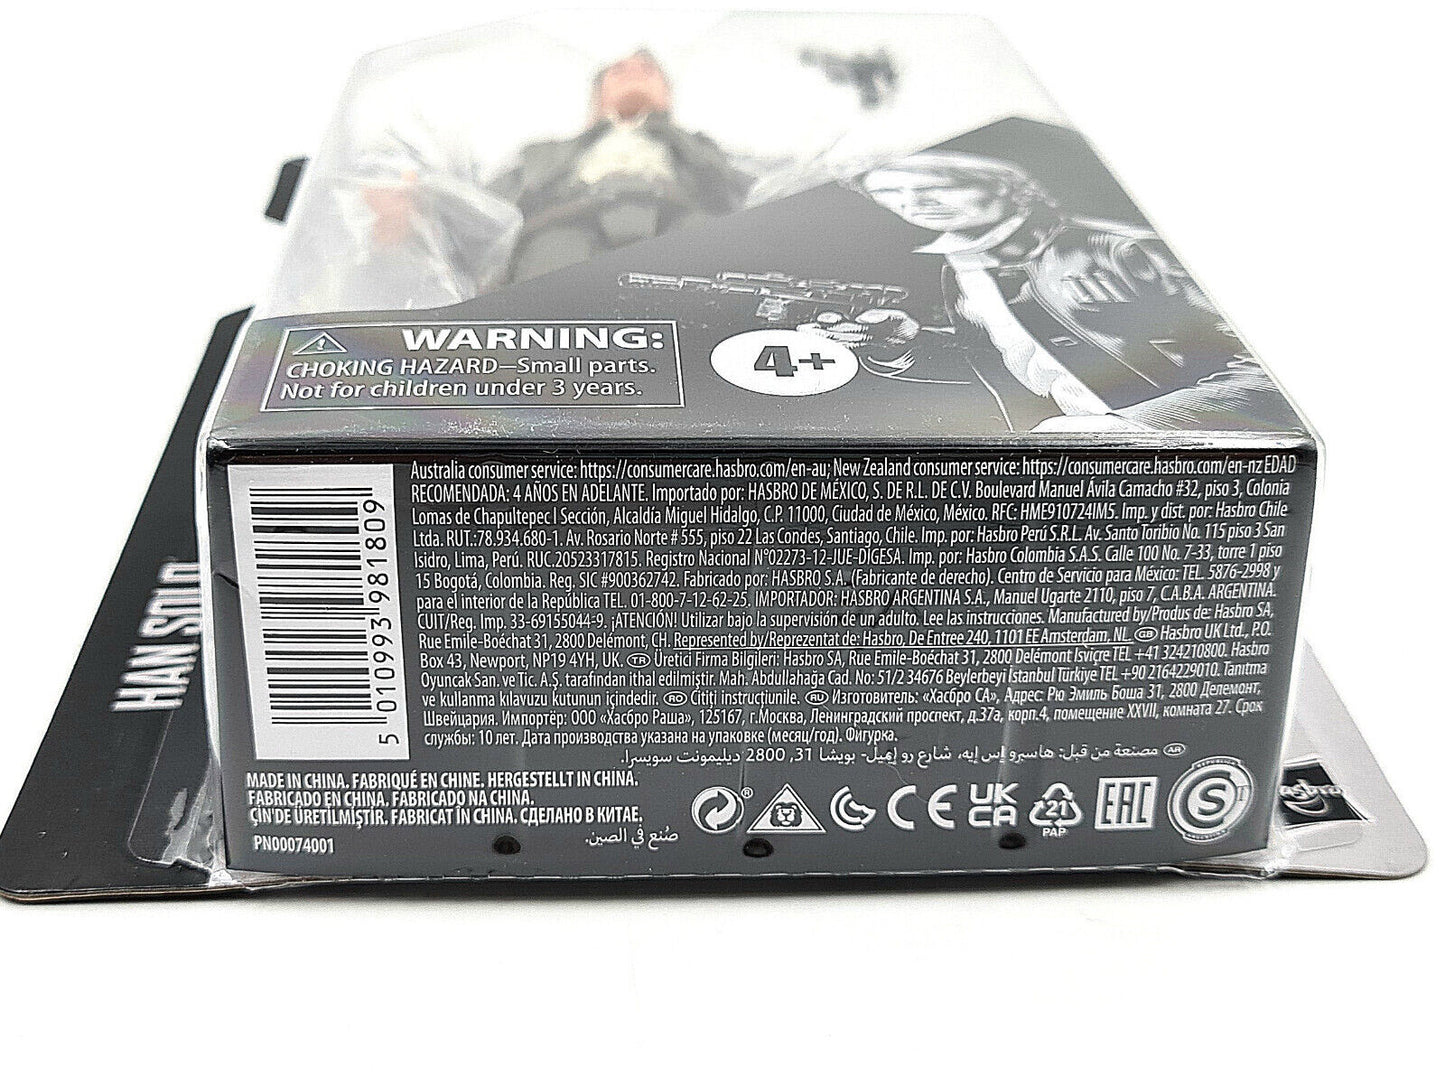 WARNING:
CHOKING HAZARD—Small parts.
Not for children under 3 years.
4+
HAN SOLO
5 010993 981809
Australia consumer service: https://consumercare.hasbro.com/en-au; New Zealand consumer service: https://consumercare.hasbro.com/en-nz EDAD
RECOMENDADA: 4 AÑOS EN ADELANTE. Importado por: HASBRO DE MÉXICO, S. DE R.L. DE C.V. Boulevard Manuel Ávila Camacho #32, piso 3, Colonia
Lomas de Chapultepec I Sección, Alcaldía Miguel Hidalgo, C.P. 11000, Ciudad de México, México. RFC: HME910724IM5. Imp. y dist. por: Hasbro Chile
Ltda. RUT.:78.934.680-1. Av. Rosario Norte # 555, piso 22 Las Condes, Santiago, Chile. Imp. por: Hasbro Perú S.R.L. Av. Santo Toribio No. 115 piso 3 San
Isidro, Lima, Perú. RUC.20523317815. Registro Nacional N°02273-12-JUE-DIGESA. Imp. por: Hasbro Colombia S.A.S. Calle 100 No. 7-33, torre 1 piso
15 Bogotá, Colombia. Reg. SIC #900362742. Fabricado por: HASBRO S.A. (Fabricante de derecho). Centro de Servicio para México: TEL. 5876-2998 y
para el interior de la República TEL. 01-800-7-12-62-25. IMPORTADOR: HASBRO ARGENTINA S.A., Manuel Ugarte 2110, piso 7, C.A.B.A. ARGENTINA.
CUIT/Reg. Imp. 33-69155044-9. ¡ATENCIÓN! Utilizar bajo la supervisión de un adulto. Lee las instrucciones. Manufactured by/Produs de: Hasbro SA,
Rue Emile-Boéchat 31, 2800 Delémont, CH. Represented by/Reprezentat de: Hasbro, De Entree 240, 1101 EE Amsterdam, NL. GB Hasbro UK Ltd., P.O.
Box 43, Newport, NP19 4YH, UK. TR Üretici Firma Bilgileri: Hasbro SA, Rue Emile-Boéchat 31, 2800 Delémont İsviçre TEL +41 324210800. Hasbro
Oyuncak San. ve Tic. A.Ş. tarafından ithal edilmiştir. Mah. Abdullahağa Cad. No: 51/2 34676 Beylerbeyi İstanbul Türkiye TEL +90 2164229010. Tanıtma
ve kullanma kılavuzu kutunun içindedir. RO Citiți instrucțiunile. RU Изготовитель: «Хасбро СА», Адрес: Рю Эмиль Боша 31, 2800 Делемонт,
Швейцария. Импортёр: ООО «Хасбро Раша», 125167, г.Москва, Ленинградский проспект, д.37а, корп.4, помещение XXVII, комната 27. Срок
службы: 10 лет. Дата производства указана на упаковке (месяц/год). Фигурка.
AR مصنعة من قبل: هاسبرو إس إيه، شارع رو إميل- بويشا 31, 2800 ديليمونت سويسرا.
MADE IN CHINA. FABRIQUÉ EN CHINE. HERGESTELLT IN CHINA.
FABRICADO EN CHINA. FABRICADO NA CHINA.
ÇİN'DE ÜRETİLMİŞTİR. FABRICAT ÎN CHINA. СДЕЛАНО В КИТАЕ.
صُنع في الصين.
PN00074001
® CE UK CA 21 PAP EAC S T
Hasbro